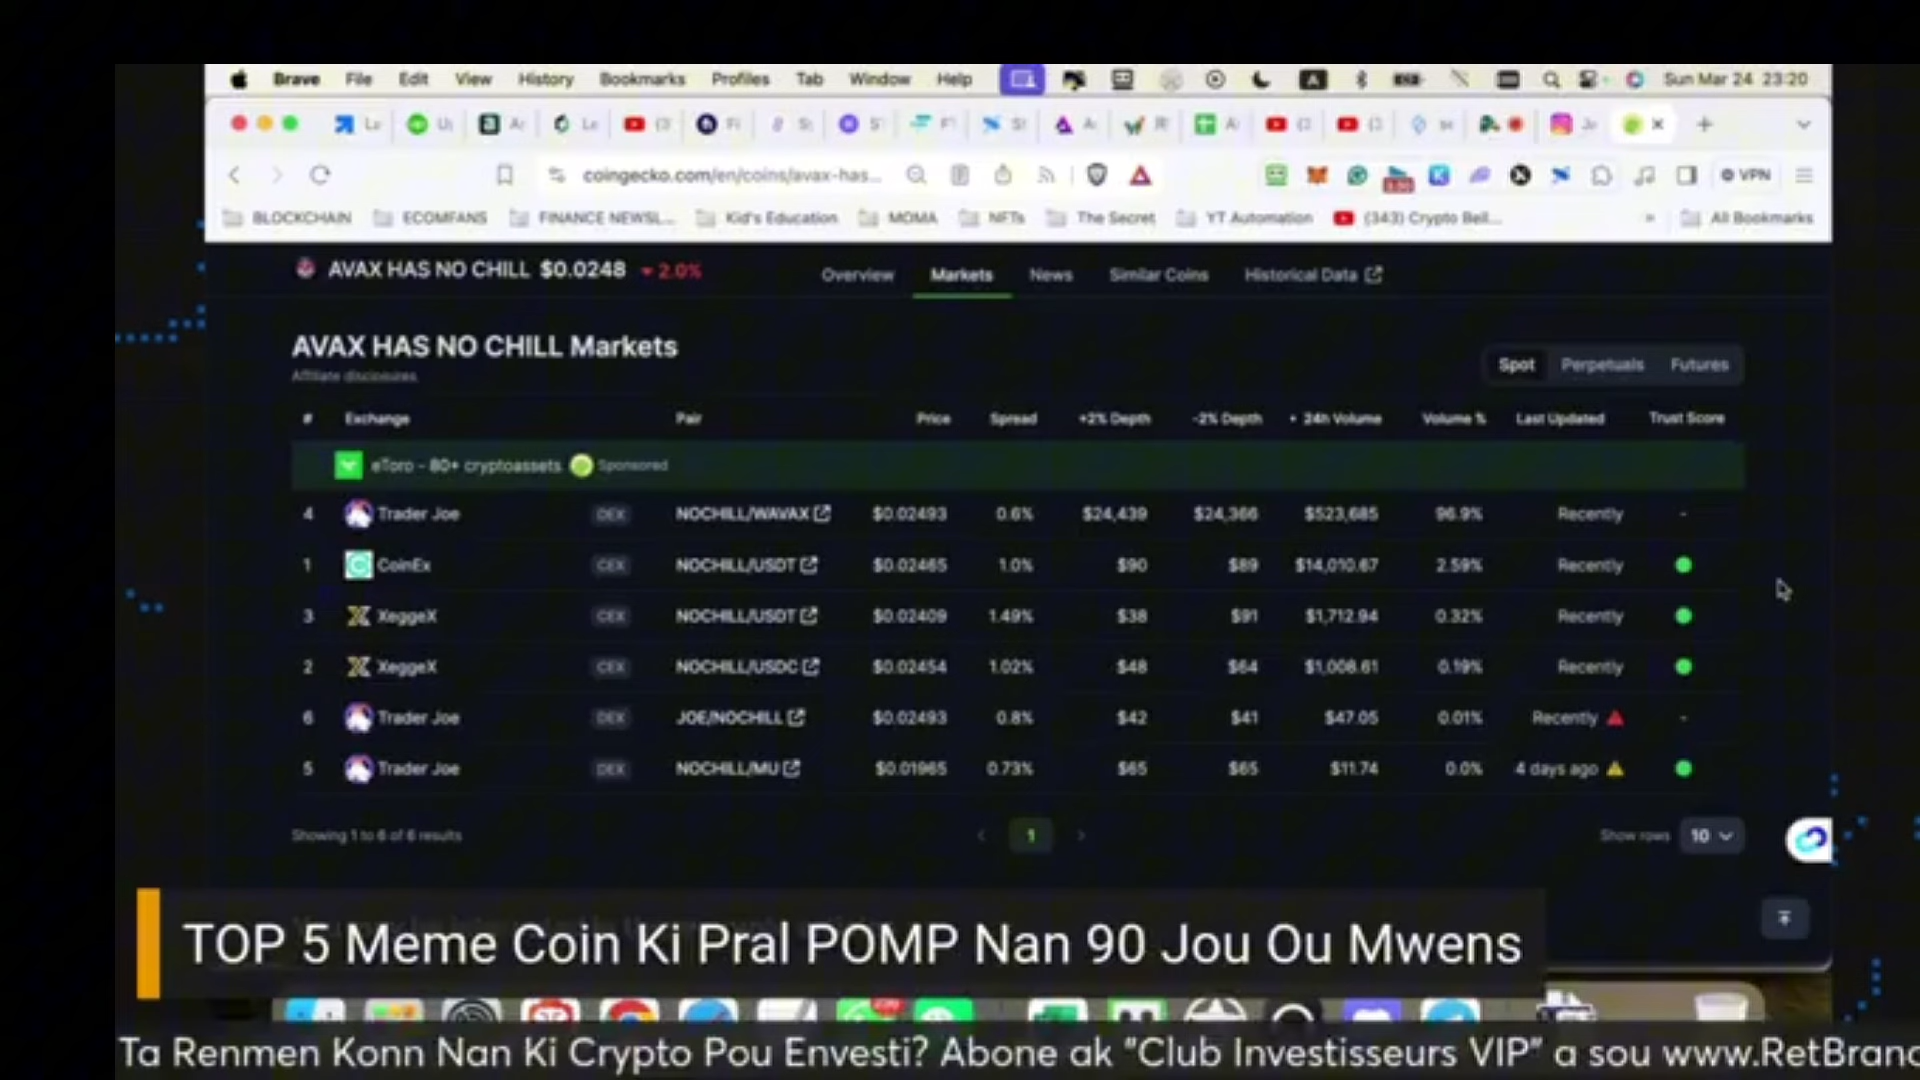 Brave File Edit View History Bookmarks Profiles Tab Window Help Sun Mar 24 23:20
coingecko.com/en/coins/avax-has... VPN
BLOCKCHAIN ECOMFANS FINANCE NEWSL... Kid's Education MOMA NFTs The Secret YT Automation (343) Crypto Bell... » All Bookmarks
AVAX HAS NO CHILL $0.0248 2.0% Overview Markets News Similar Coins Historical Data
AVAX HAS NO CHILL Markets
Affiliate disclosures
Spot Perpetuals Futures
# Exchange Pair Price Spread +2% Depth -2% Depth 24h Volume Volume % Last Updated Trust Score
eToro - 80+ cryptoassets Sponsored
4 Trader Joe DEX NOCHILL/WAVAX $0.02493 0.6% $24,439 $24,366 $523,685 96.9% Recently -
1 CoinEx CEX NOCHILL/USDT $0.02465 1.0% $90 $89 $14,010.67 2.59% Recently
3 XeggeX CEX NOCHILL/USDT $0.02409 1.49% $38 $91 $1,712.94 0.32% Recently
2 XeggeX CEX NOCHILL/USDC $0.02454 1.02% $48 $64 $1,008.61 0.19% Recently
6 Trader Joe DEX JOE/NOCHILL $0.02493 0.8% $42 $41 $47.05 0.01% Recently -
5 Trader Joe DEX NOCHILL/MU $0.01965 0.73% $65 $65 $11.74 0.0% 4 days ago
Showing 1 to 6 of 6 results 1 Show rows 10
TOP 5 Meme Coin Ki Pral POMP Nan 90 Jou Ou Mwens
Ta Renmen Konn Nan Ki Crypto Pou Envesti? Abone ak "Club Investisseurs VIP" a sou www.RetBranc